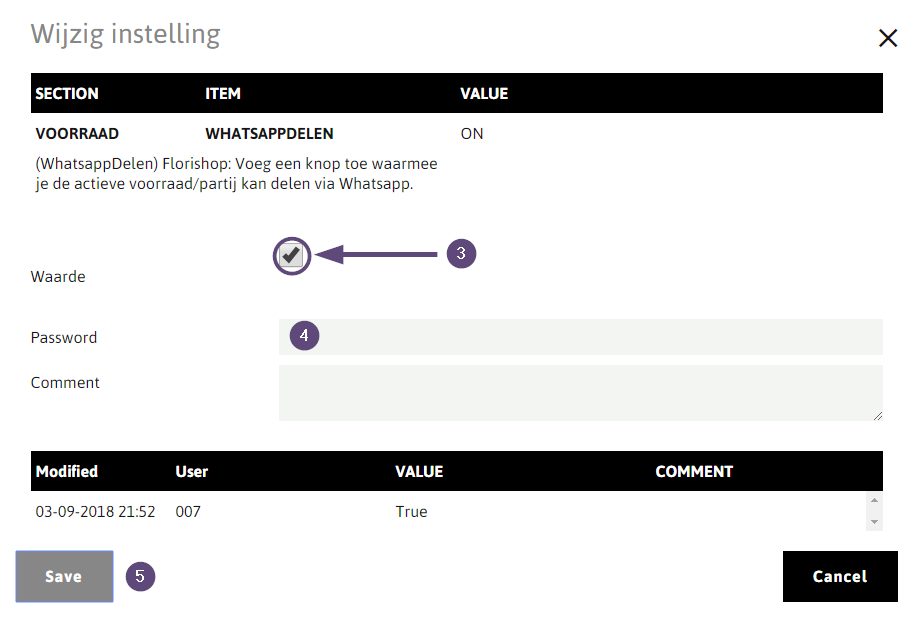 Wijzig instelling
SECTION ITEM VALUE
VOORRAAD WHATSAPPDELEN ON
(WhatsappDelen) Florishop: Voeg een knop toe waarmee
je de actieve voorraad/partij kan delen via Whatsapp.
3
Waarde
Password 4
Comment
Modified User VALUE COMMENT
03-09-2018 21:52 007 True
Save 5 Cancel